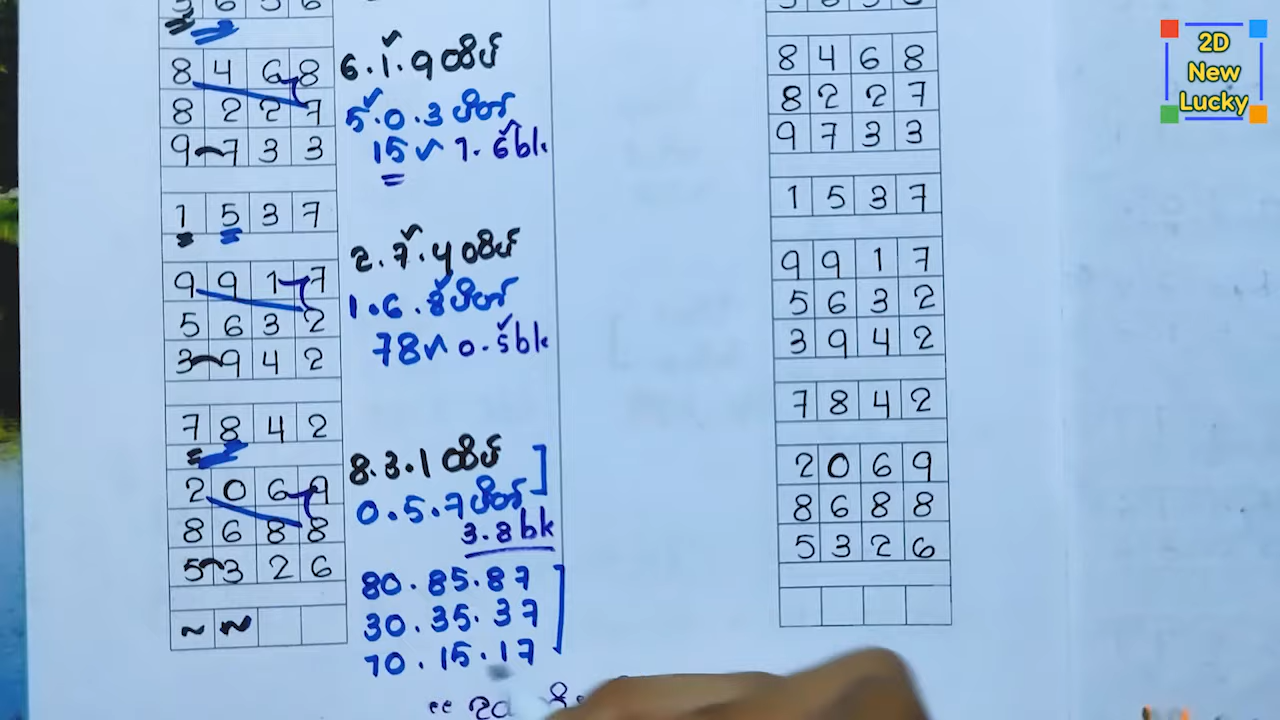 8 4 6 8
8 2 2 7
9 7 3 3
1 5 3 7
9 9 1 7
5 6 3 2
3 9 4 2
7 8 4 2
2 0 6 9
8 6 8 8
5 3 2 6
~ ~
6.1.9 ထိပ်
5.0.3 ပိတ်
15 ✓ 1.6 bk
2.7.4 ထိပ်
1.6.8 ပိတ်
78 ✓ 0.5 bk
8.3.1 ထိပ်
0.5.7 ပိတ်
3.8 bk
80.85.87
30.35.37
10.15.17
2d
8 4 6 8
8 2 2 7
9 7 3 3
1 5 3 7
9 9 1 7
5 6 3 2
3 9 4 2
7 8 4 2
2 0 6 9
8 6 8 8
5 3 2 6
2D
New
Lucky